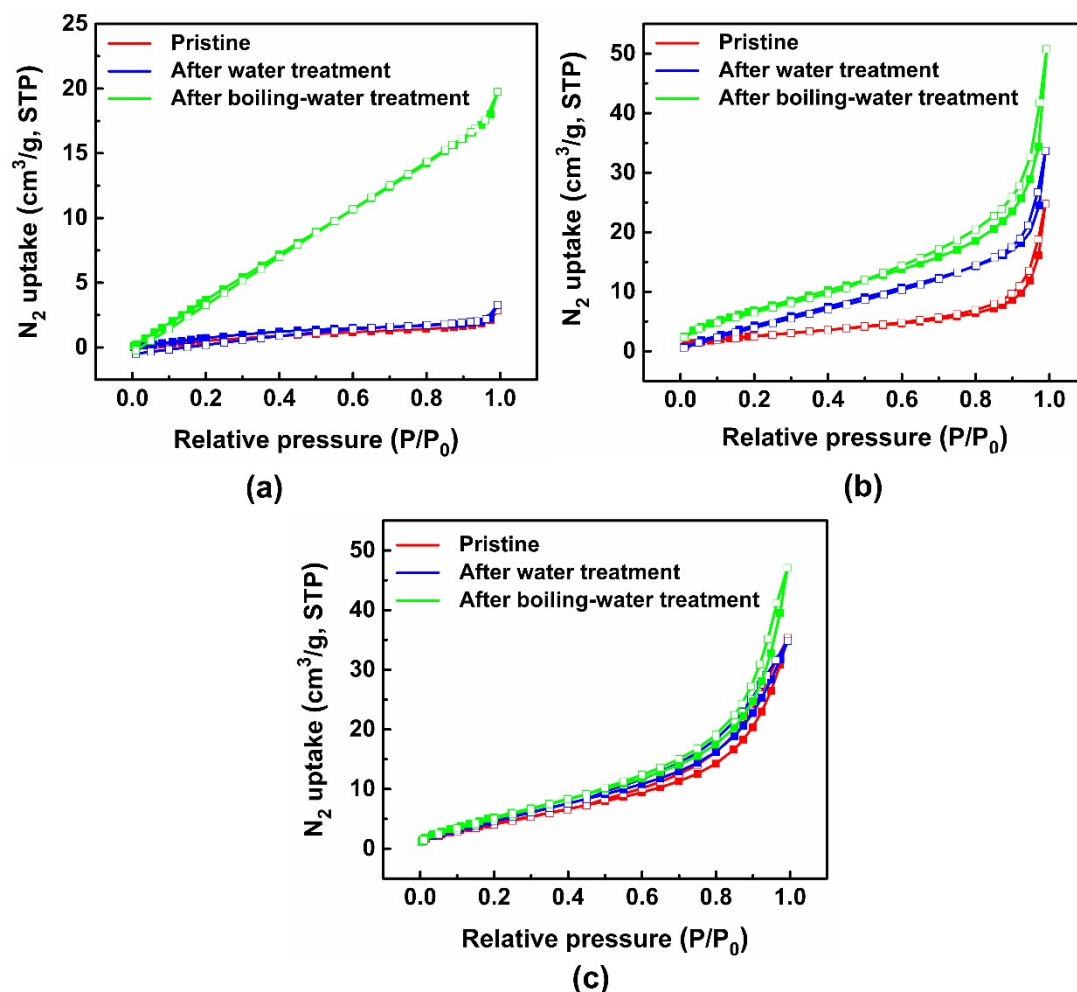 25
20
15
10
5
0
N2 uptake (cm3/g, STP)
Pristine
After water treatment
After boiling-water treatment
0.0 0.2 0.4 0.6 0.8 1.0
Relative pressure (P/P0)
(a)
50
40
30
20
10
0
N2 uptake (cm3/g, STP)
Pristine
After water treatment
After boiling-water treatment
0.0 0.2 0.4 0.6 0.8 1.0
Relative pressure (P/P0)
(b)
50
40
30
20
10
0
N2 uptake (cm3/g, STP)
Pristine
After water treatment
After boiling-water treatment
0.0 0.2 0.4 0.6 0.8 1.0
Relative pressure (P/P0)
(c)